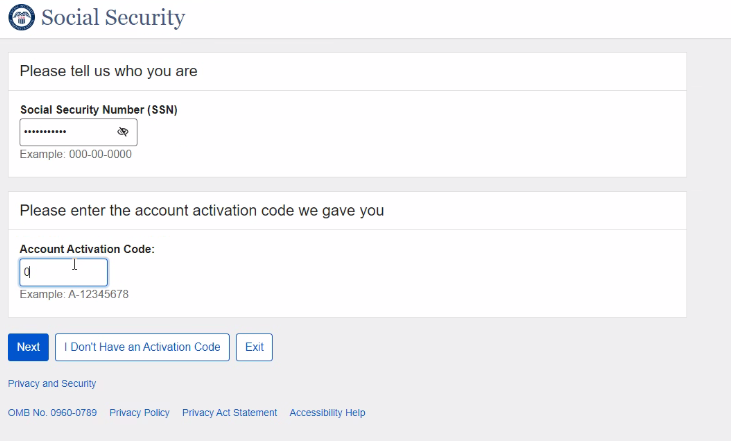 Social Security
Please tell us who you are
Social Security Number (SSN)
•••••••••••
Example: 000-00-0000
Please enter the account activation code we gave you
Account Activation Code:
0
Example: A-12345678
Next I Don't Have an Activation Code Exit
Privacy and Security
OMB No. 0960-0789 Privacy Policy Privacy Act Statement Accessibility Help